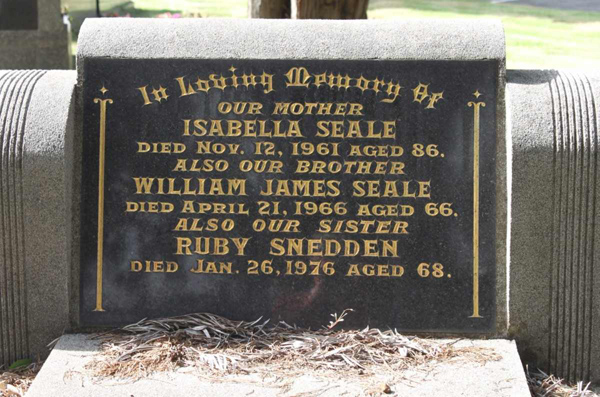 In Loving Memory Of
OUR MOTHER
ISABELLA SEALE
DIED NOV. 12, 1961 AGED 86.
ALSO OUR BROTHER
WILLIAM JAMES SEALE
DIED APRIL 21, 1966 AGED 66.
ALSO OUR SISTER
RUBY SNEDDEN
DIED JAN. 26, 1976 AGED 68.